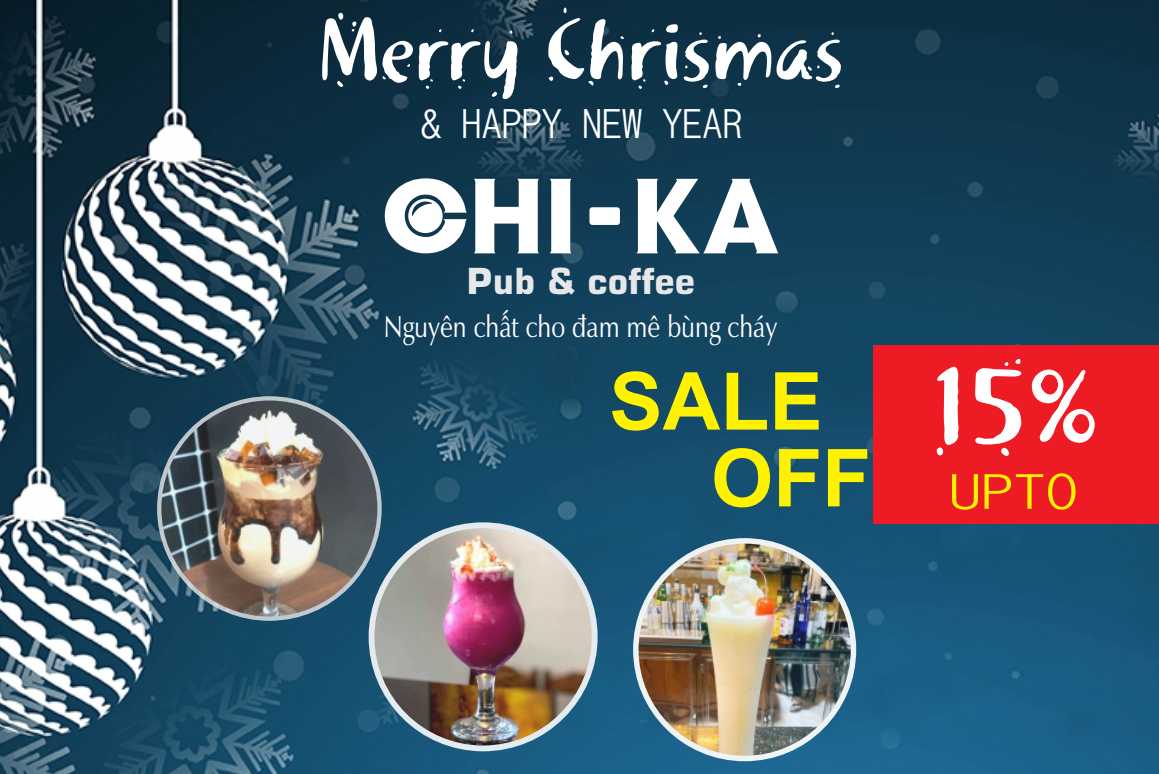 Merry Chrismas
& HAPPY NEW YEAR
CHI-KA
Pub & coffee
Nguyên chất cho đam mê bùng cháy
SALE
OFF
15%
UPTO